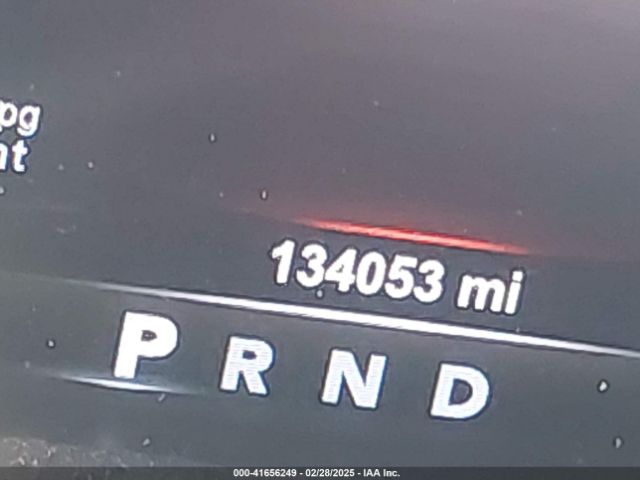 pg
nt
134053 mi
P R N D
000-41656249 - 02/28/2025 - IAA Inc.